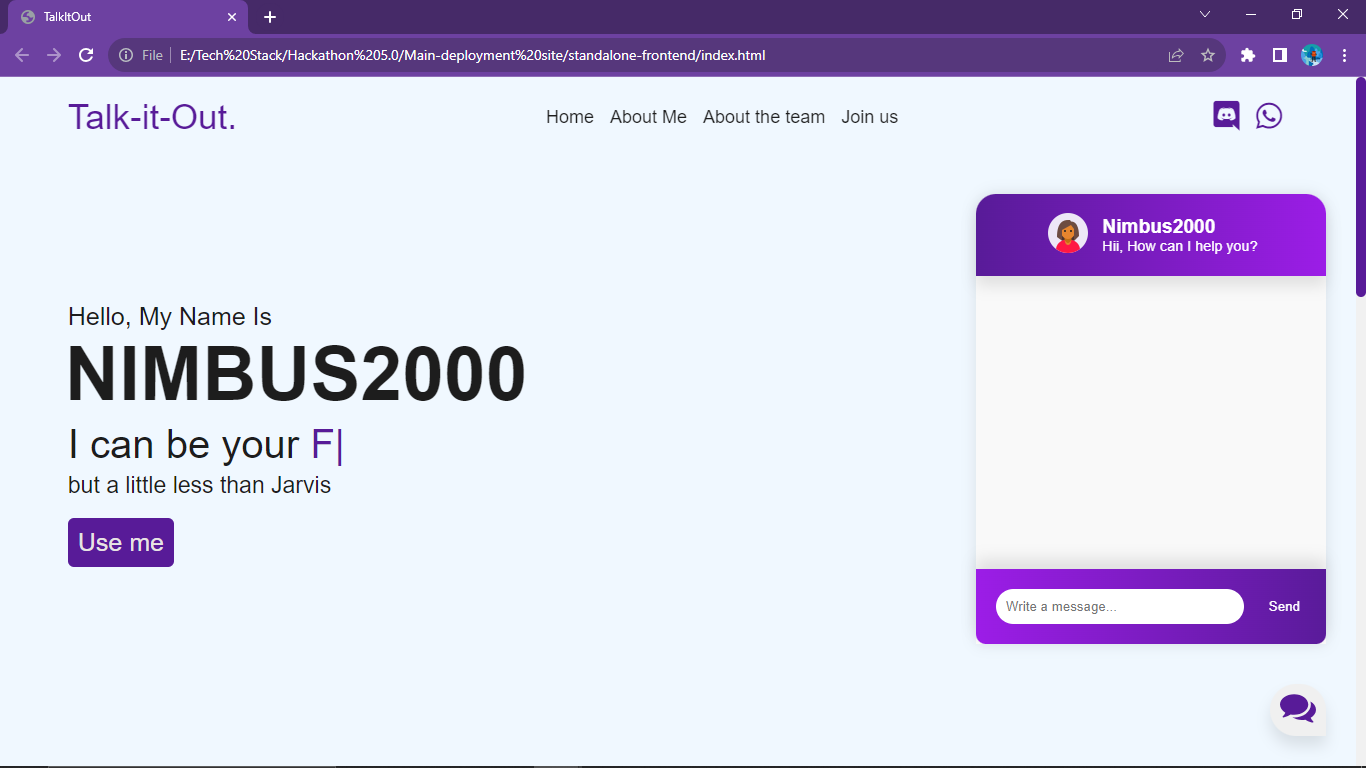 TalkItOut
File
E:/Tech%20Stack/Hackathon%205.0/Main-deployment%20site/standalone-frontend/index.html
Talk-it-Out.
Home About Me About the team Join us
Nimbus2000
Hii, How can I help you?
Hello, My Name Is
NIMBUS2000
I can be your F|
but a little less than Jarvis
Use me
Write a message...
Send